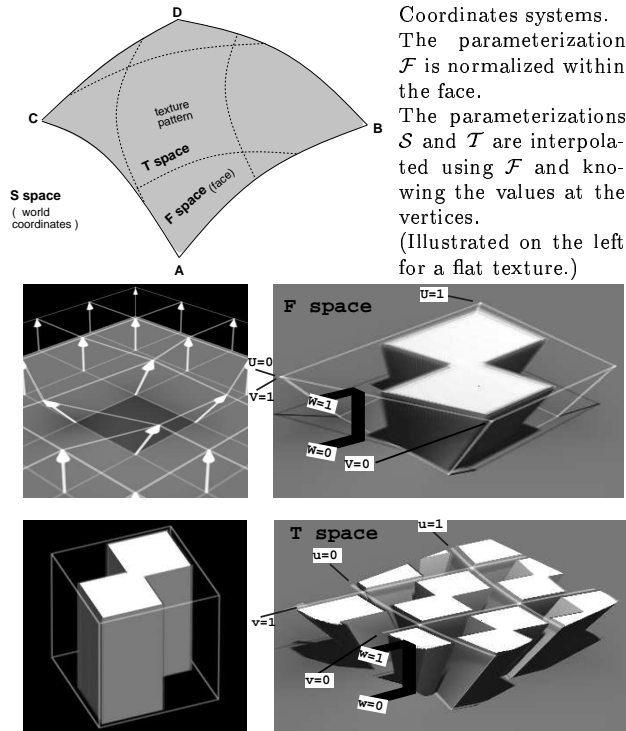 D
C
B
A
texture
pattern
T space
F space (face)
S space
( world
coordinates )
Coordinates systems.
The parameterization
F is normalized within
the face.
The parameterizations
S and T are interpola-
ted using F and kno-
wing the values at the
vertices.
(Illustrated on the left
for a flat texture.)
F space
U=1
U=0
V=1
W=1
W=0
V=0
T space
u=1
u=0
v=1
w=1
v=0
w=0